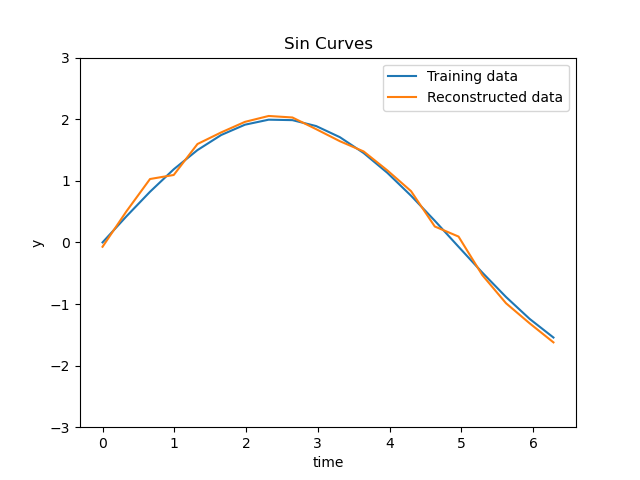 Sin Curves
Training data
Reconstructed data
3
2
1
0
−1
−2
−3
y
0 1 2 3 4 5 6
time